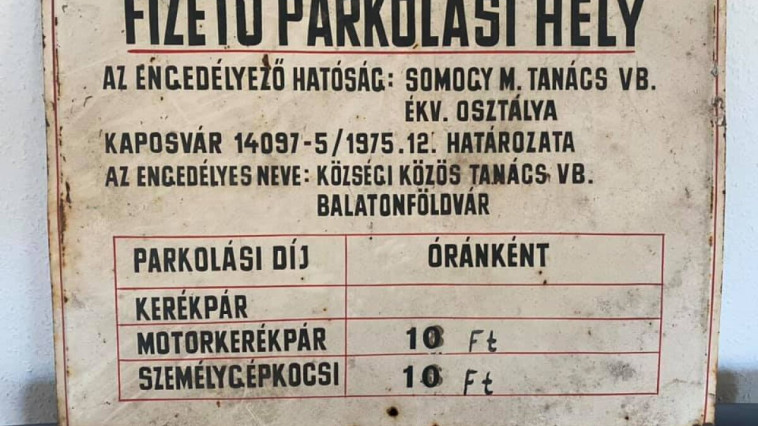 FIZETŐ PARKOLÁSI HELY
AZ ENGEDÉLYEZŐ HATÓSÁG: SOMOGY M. TANÁCS VB.
ÉKV. OSZTÁLYA
KAPOSVÁR 14097-5/1975.12. HATÁROZATA
AZ ENGEDÉLYES NEVE: KÖZSÉGI KÖZÖS TANÁCS VB.
BALATONFÖLDVÁR
PARKOLÁSI DÍJ ÓRÁNKÉNT
KERÉKPÁR
MOTORKERÉKPÁR 10 Ft
SZEMÉLYGÉPKOCSI 10 Ft